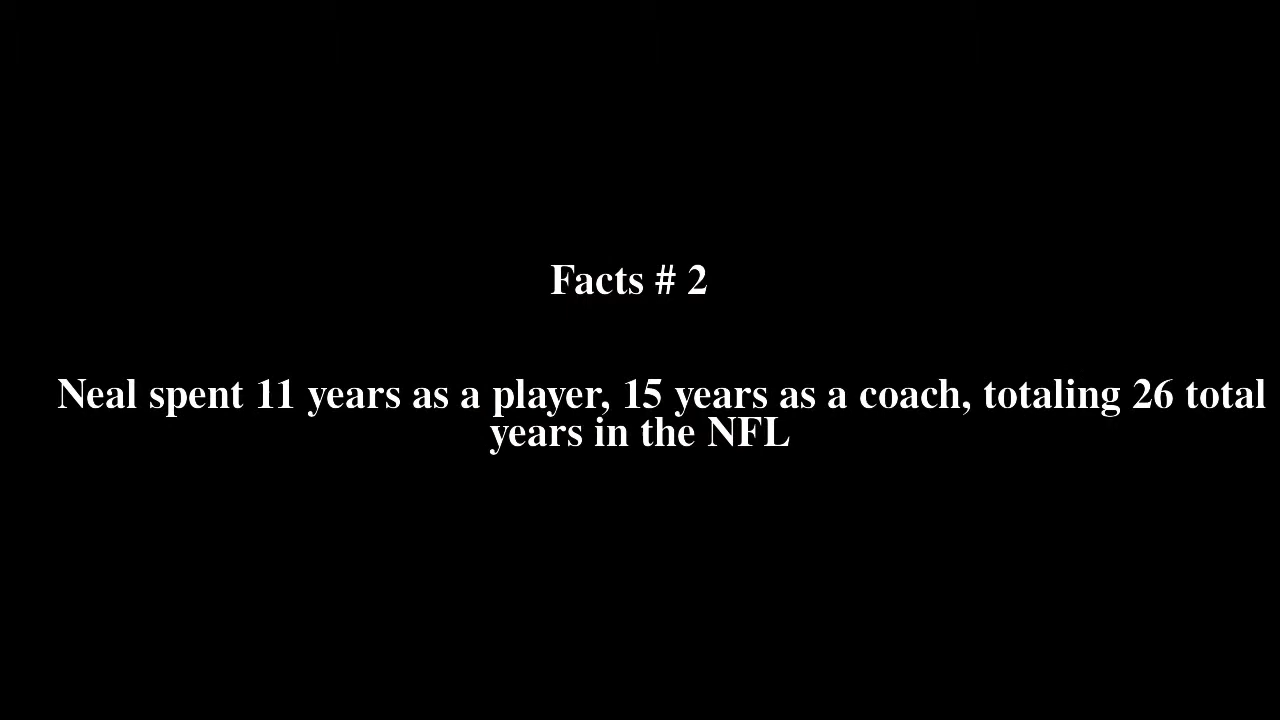 Facts # 2
Neal spent 11 years as a player, 15 years as a coach, totaling 26 total
years in the NFL